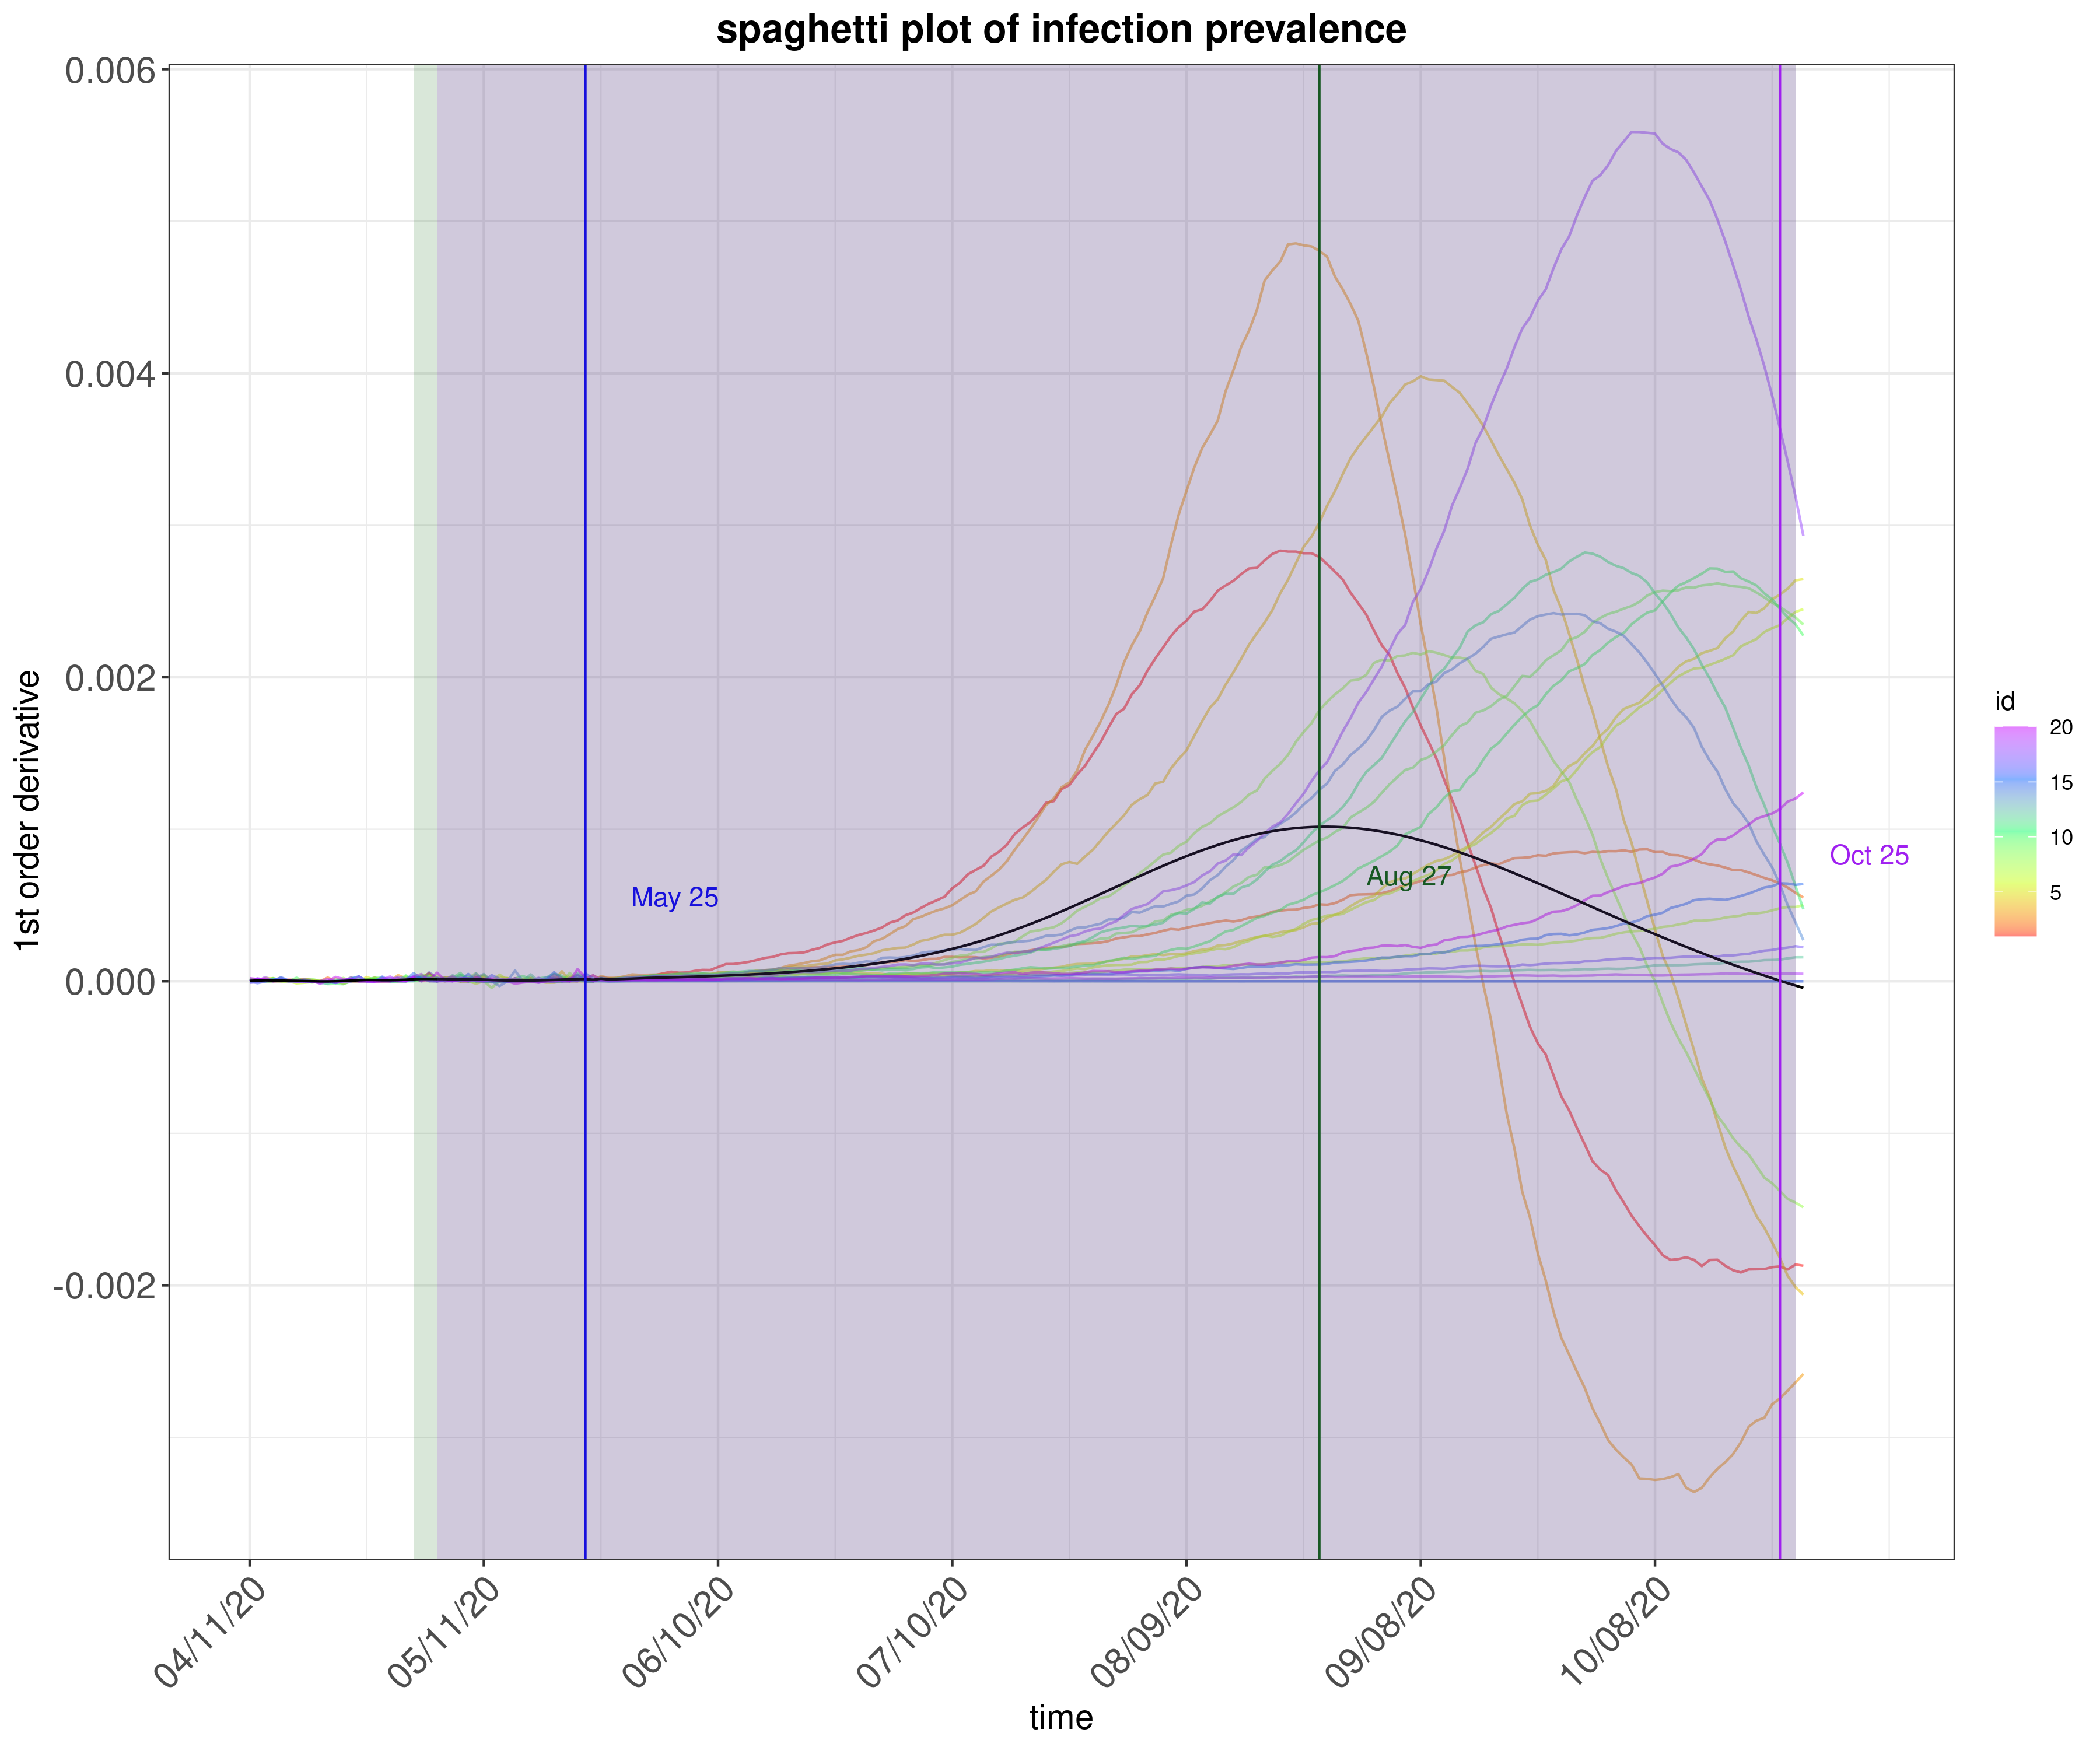 spaghetti plot of infection prevalence
1st order derivative
0.006
0.004
0.002
0.000
-0.002
May 25
Aug 27
Oct 25
id
20
15
10
5
04/11/20
05/11/20
06/10/20
07/10/20
08/09/20
09/08/20
10/08/20
time